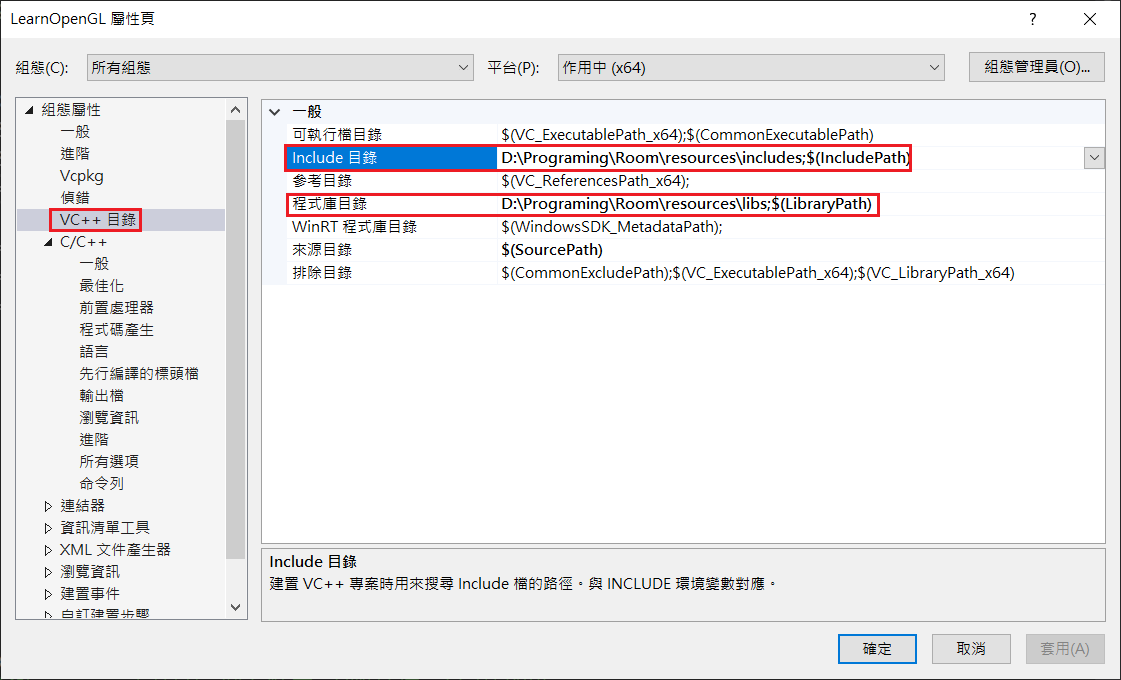 LearnOpenGL 屬性頁
?
組態(C): 所有組態 平台(P): 作用中 (x64) 組態管理員(O)...
組態屬性
一般
進階
Vcpkg
偵錯
VC++ 目錄
C/C++
一般
最佳化
前置處理器
程式碼產生
語言
先行編譯的標頭檔
輸出檔
瀏覽資訊
進階
所有選項
命令列
連結器
資訊清單工具
XML 文件產生器
瀏覽資訊
建置事件
自訂建置步驟
一般
可執行檔目錄 $(VC_ExecutablePath_x64);$(CommonExecutablePath)
Include 目錄 D:\Programing\Room\resources\includes;$(IncludePath)
參考目錄 $(VC_ReferencesPath_x64);
程式庫目錄 D:\Programing\Room\resources\libs;$(LibraryPath)
WinRT 程式庫目錄 $(WindowsSDK_MetadataPath);
來源目錄 $(SourcePath)
排除目錄 $(CommonExcludePath);$(VC_ExecutablePath_x64);$(VC_LibraryPath_x64)
Include 目錄
建置 VC++ 專案時用來搜尋 Include 檔的路徑。與 INCLUDE 環境變數對應。
確定 取消 套用(A)